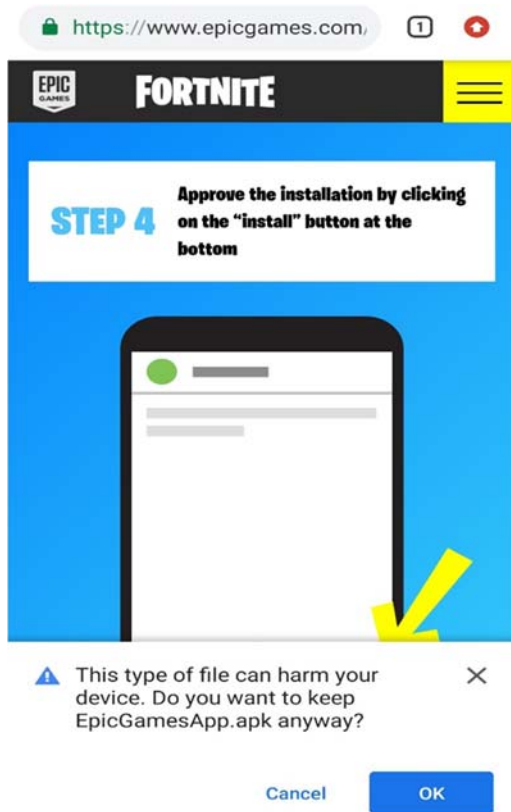 https://www.epicgames.com/
1
EPIC
GAMES
FORTNITE
STEP 4
Approve the installation by clicking
on the “install” button at the
bottom
This type of file can harm your
device. Do you want to keep
EpicGamesApp.apk anyway?
Cancel
OK